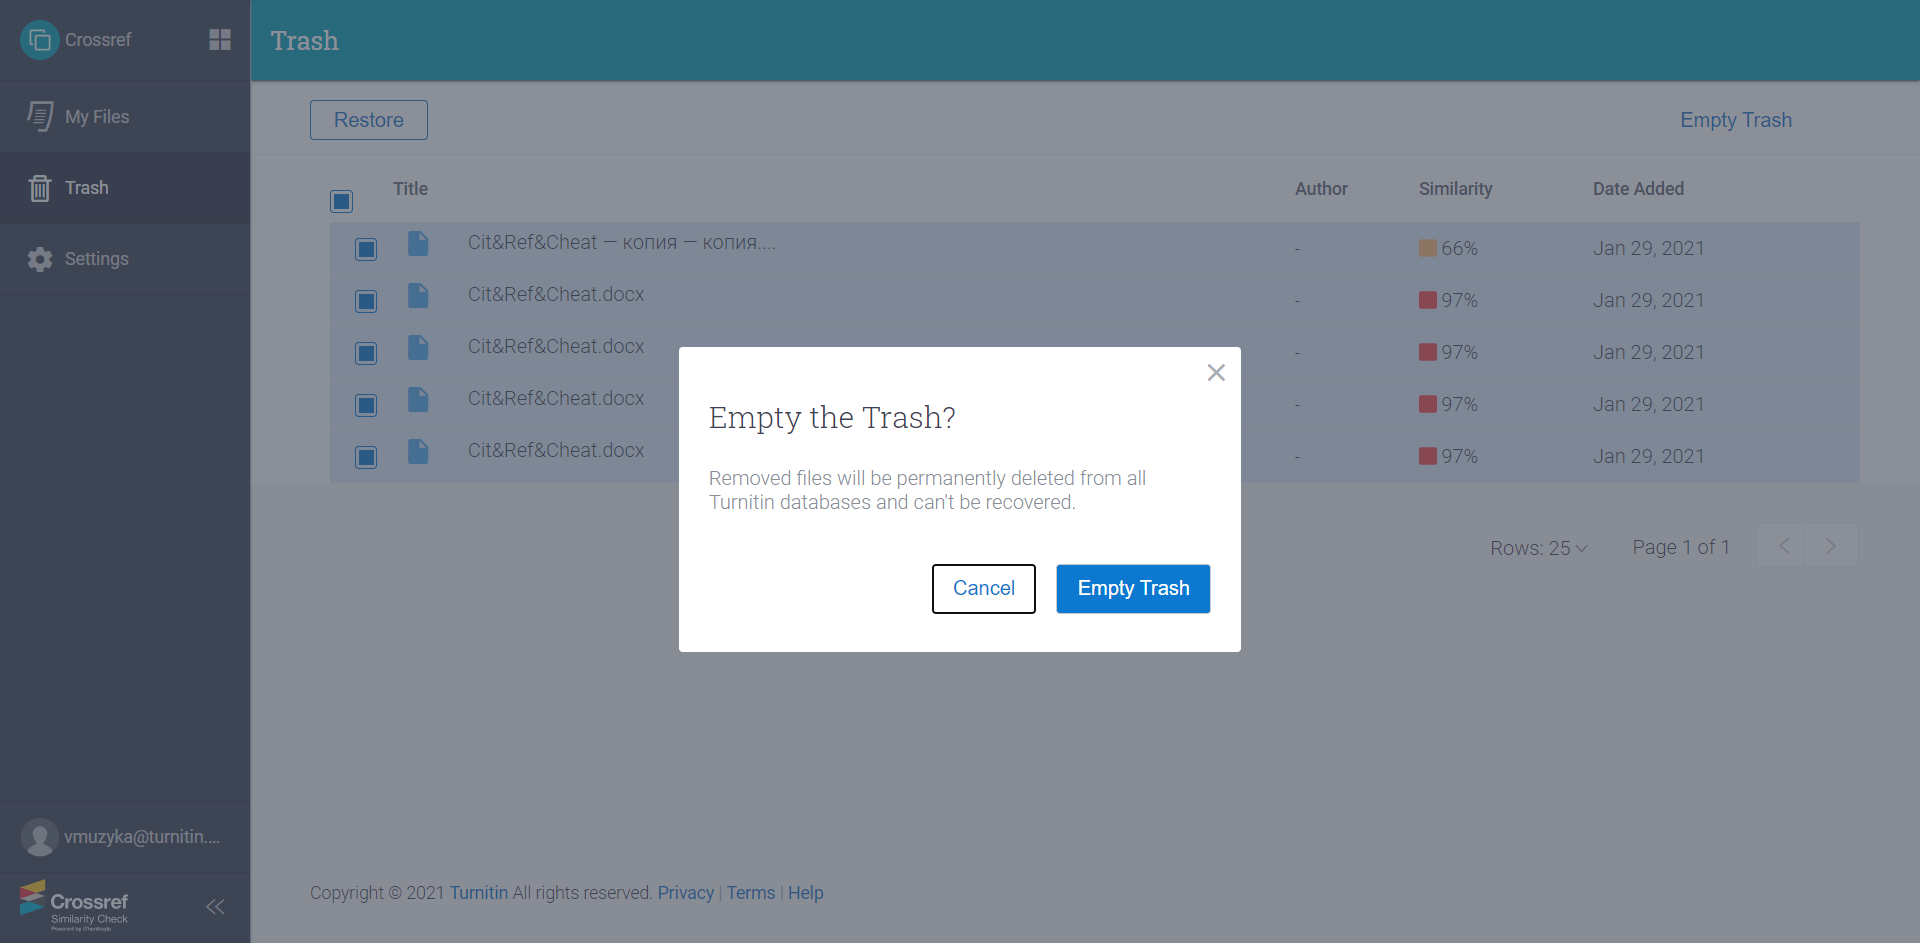 Crossref
Trash
My Files
Trash
Settings
Restore
Empty Trash
Title
Author
Similarity
Date Added
Cit&Ref&Cheat — копия — копия....
-
66%
Jan 29, 2021
Cit&Ref&Cheat.docx
-
97%
Jan 29, 2021
Cit&Ref&Cheat.docx
-
97%
Jan 29, 2021
Cit&Ref&Cheat.docx
-
97%
Jan 29, 2021
Cit&Ref&Cheat.docx
-
97%
Jan 29, 2021
Empty the Trash?
Removed files will be permanently deleted from all
Turnitin databases and can't be recovered.
Cancel
Empty Trash
Rows: 25
Page 1 of 1
vmuzyka@turnitin....
Crossref
Similarity Check
Powered by iThenticate
Copyright © 2021 Turnitin All rights reserved. Privacy | Terms | Help